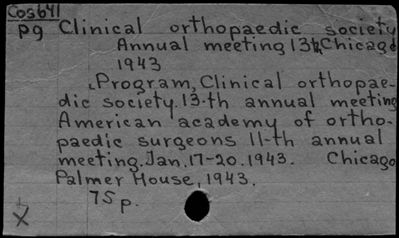 Cos641
pg Clinical orthopaedic society
Annual meeting 13th, Chicago
1943
Program, Clinical orthopae-
dic society. 13-th annual meeting
American academy of ortho-
paedic surgeons 11-th annual
meeting. Jan. 17-20. 1943. Chicago
Palmer House, 1943.
75 p.
X